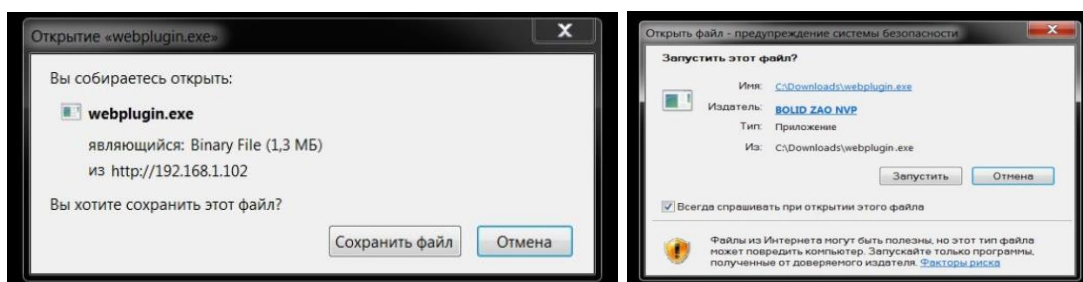 Открытие «webplugin.exe»
X
Вы собираетесь открыть:
webplugin.exe
являющийся: Binary File (1,3 МБ)
из http://192.168.1.102
Вы хотите сохранить этот файл?
Сохранить файл
Отмена
Открыть файл - предупреждение системы безопасности
X
Запустить этот файл?
Имя: C:\Downloads\webplugin.exe
Издатель: BOLID ZAO NVP
Тип: Приложение
Из: C:\Downloads\webplugin.exe
Запустить
Отмена
Всегда спрашивать при открытии этого файла
Файлы из Интернета могут быть полезны, но этот тип файла
может повредить компьютер. Запускайте только программы,
полученные от доверяемого издателя. Факторы риска